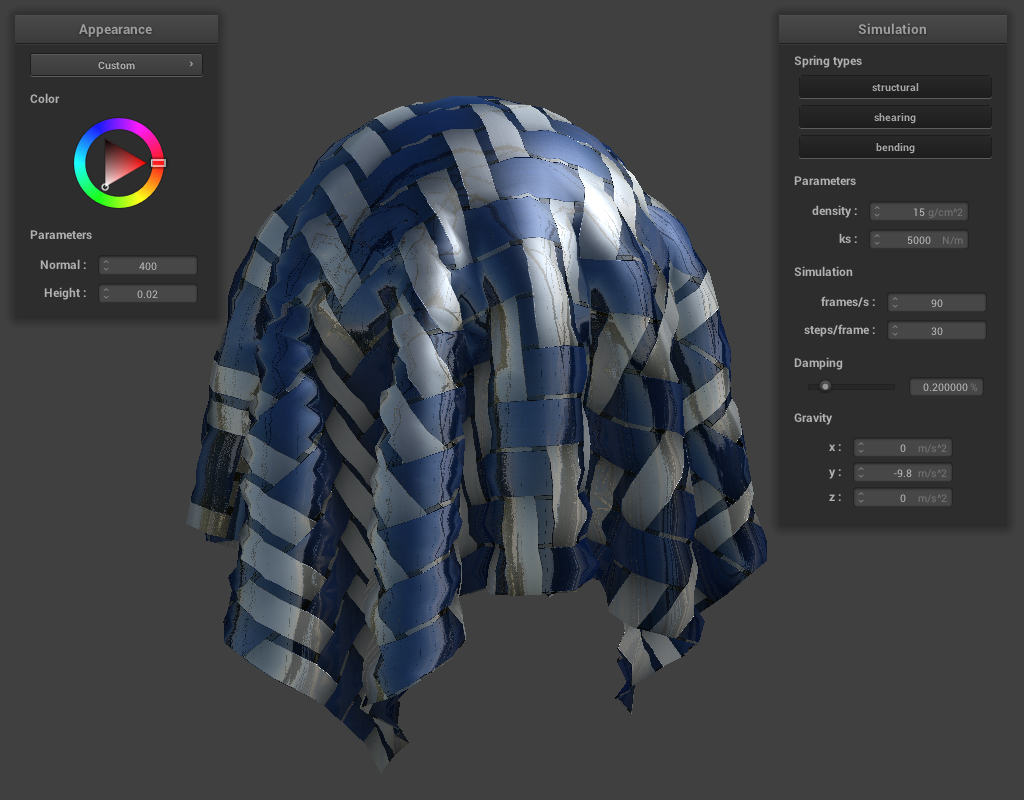 Appearance
Custom ›
Color
Parameters
Normal : 400
Height : 0.02
Simulation
Spring types
structural
shearing
bending
Parameters
density : 15 g/cm^2
ks : 5000 N/m
Simulation
frames/s : 90
steps/frame : 30
Damping
0.200000 %
Gravity
x : 0 m/s^2
y : -9.8 m/s^2
z : 0 m/s^2